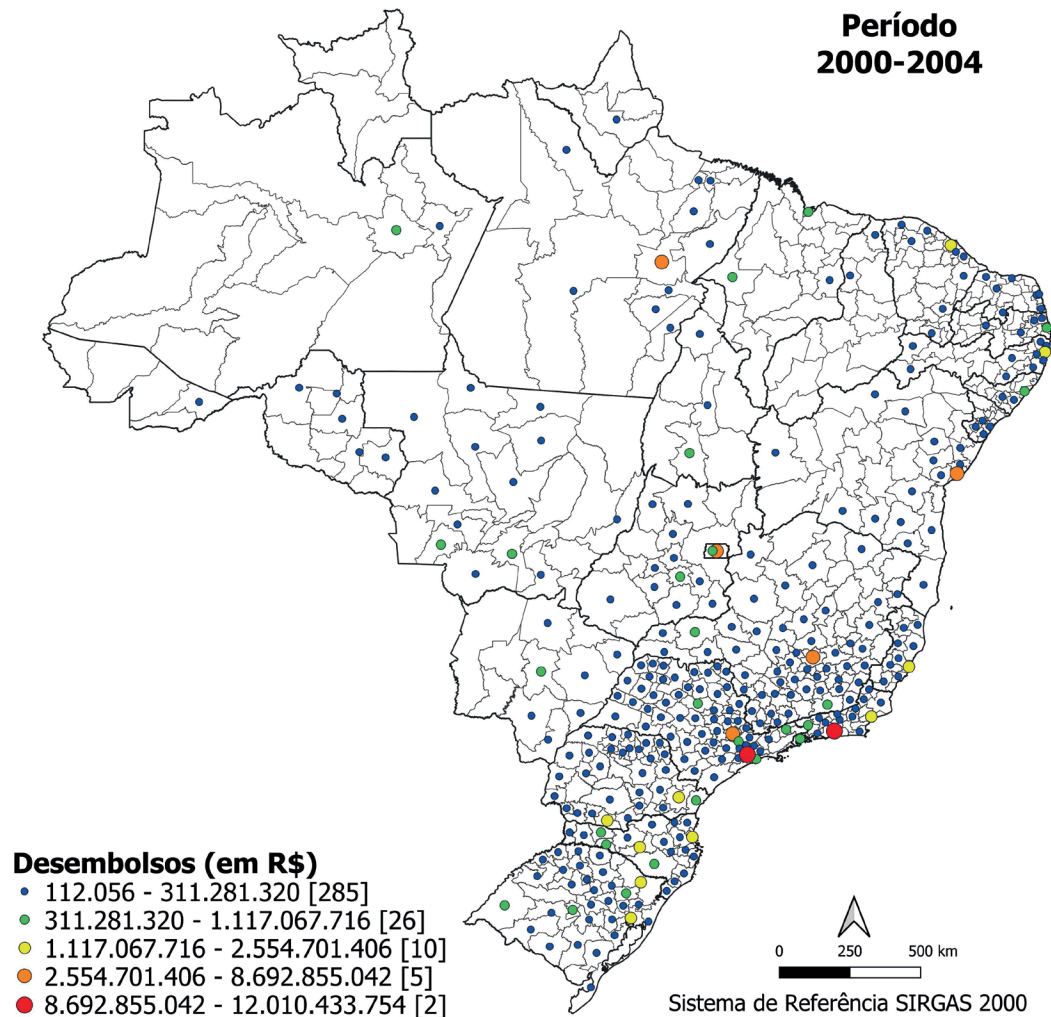 Período
2000-2004
Desembolsos (em R$)
112.056 - 311.281.320 [285]
311.281.320 - 1.117.067.716 [26]
1.117.067.716 - 2.554.701.406 [10]
2.554.701.406 - 8.692.855.042 [5]
8.692.855.042 - 12.010.433.754 [2]
0 250 500 km
Sistema de Referência SIRGAS 2000